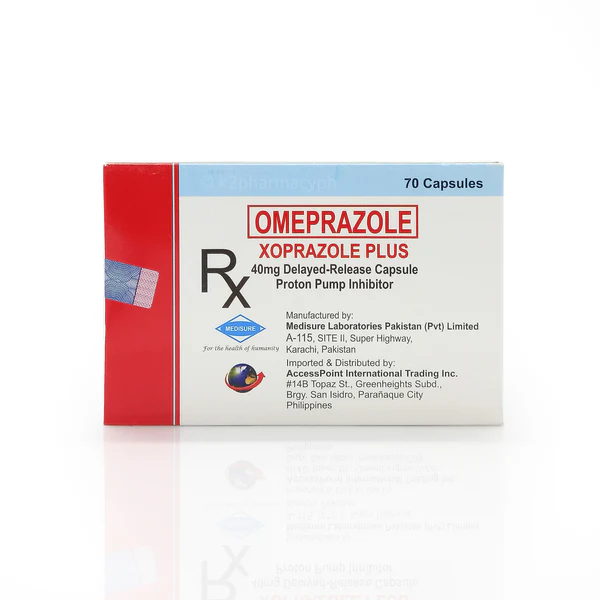 k2pharmacyph
70 Capsules
OMEPRAZOLE
XOPRAZOLE PLUS
Rx
40mg Delayed-Release Capsule
Proton Pump Inhibitor
Manufactured by:
Medisure Laboratories Pakistan (Pvt) Limited
A-115, SITE II, Super Highway,
Karachi, Pakistan
MEDISURE
For the health of humanity
Imported & Distributed by:
AccessPoint International Trading Inc.
#14B Topaz St., Greenheights Subd.,
Brgy. San Isidro, Parañaque City
Philippines